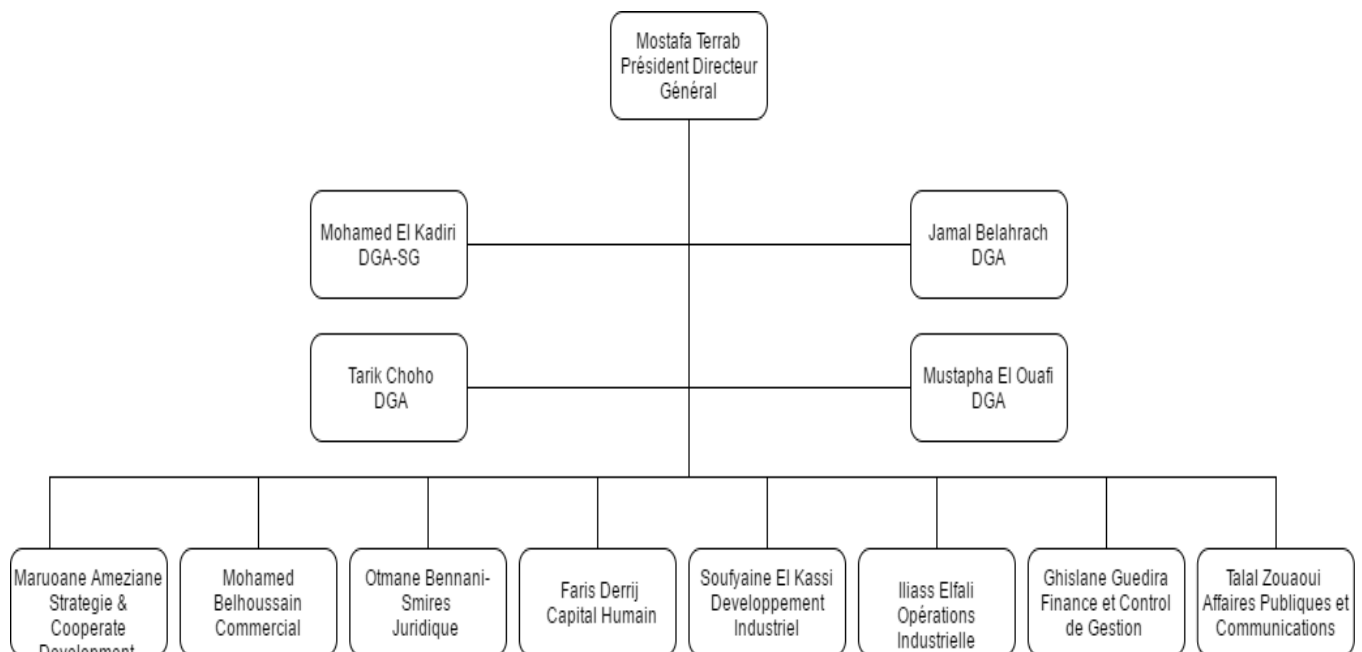 Mostafa Terrab
Président Directeur
Général
Mohamed El Kadiri
DGA-SG
Jamal Belahrach
DGA
Tarik Choho
DGA
Mustapha El Ouafi
DGA
Maruoane Ameziane
Strategie &
Cooperate
Development
Mohamed
Belhoussain
Commercial
Otmane Bennani-
Smires
Juridique
Faris Derrij
Capital Humain
Soufyaine El Kassi
Developpement
Industriel
Iliass Elfali
Opérations
Industrielle
Ghislane Guedira
Finance et Control
de Gestion
Talal Zouaoui
Affaires Publiques et
Communications